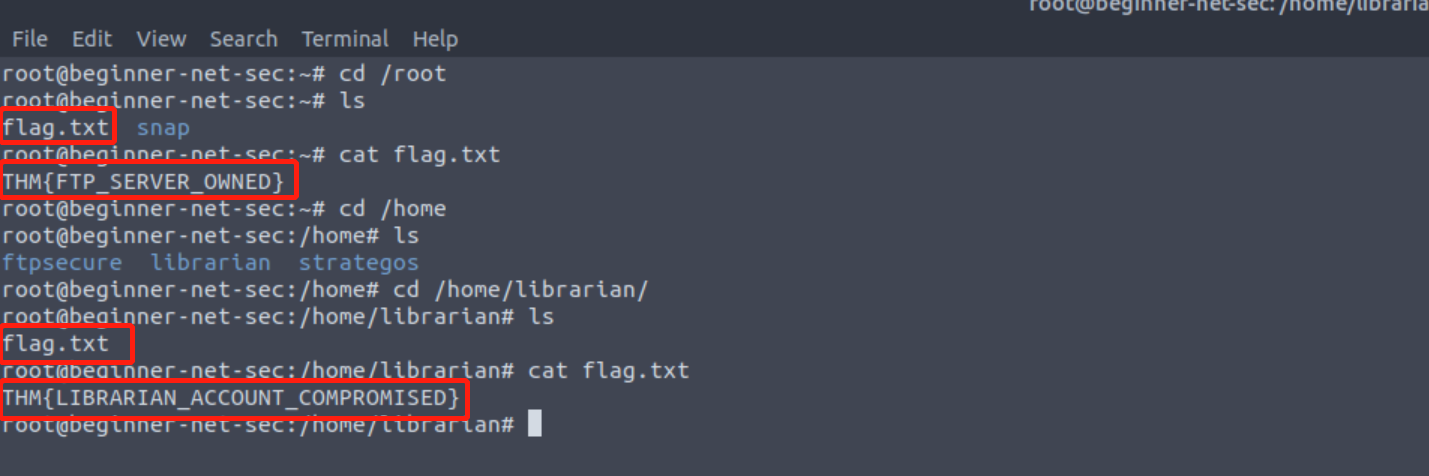 root@beginner-net-sec: /home/libraria
File Edit View Search Terminal Help
root@beginner-net-sec:~# cd /root
root@beginner-net-sec:~# ls
flag.txt snap
root@beginner-net-sec:~# cat flag.txt
THM{FTP_SERVER_OWNED}
root@beginner-net-sec:~# cd /home
root@beginner-net-sec:/home# ls
ftpsecure librarian strategos
root@beginner-net-sec:/home# cd /home/librarian/
root@beginner-net-sec:/home/librarian# ls
flag.txt
root@beginner-net-sec:/home/librarian# cat flag.txt
THM{LIBRARIAN_ACCOUNT_COMPROMISED}
root@beginner-net-sec:/home/librarian#